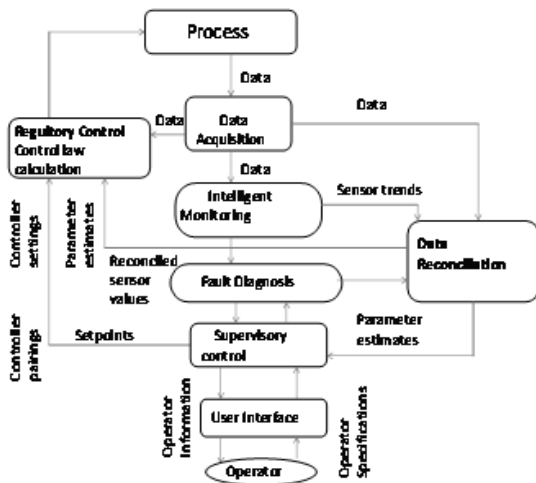 Process
Data
Data
Data
Acquisition
Data
Regulitory Control
Control law
calculation
Data
Intelligent
Monitoring
Sensor trends
Controller
settings
Parameter
estimates
Reconciled
sensor
values
Data
Reconciliation
Fault Diagnosis
Parameter
estimates
Controller
pairings
Setpoints
Supervisory
control
Operator
Information
User Interface
Operator
Specifications
Operator